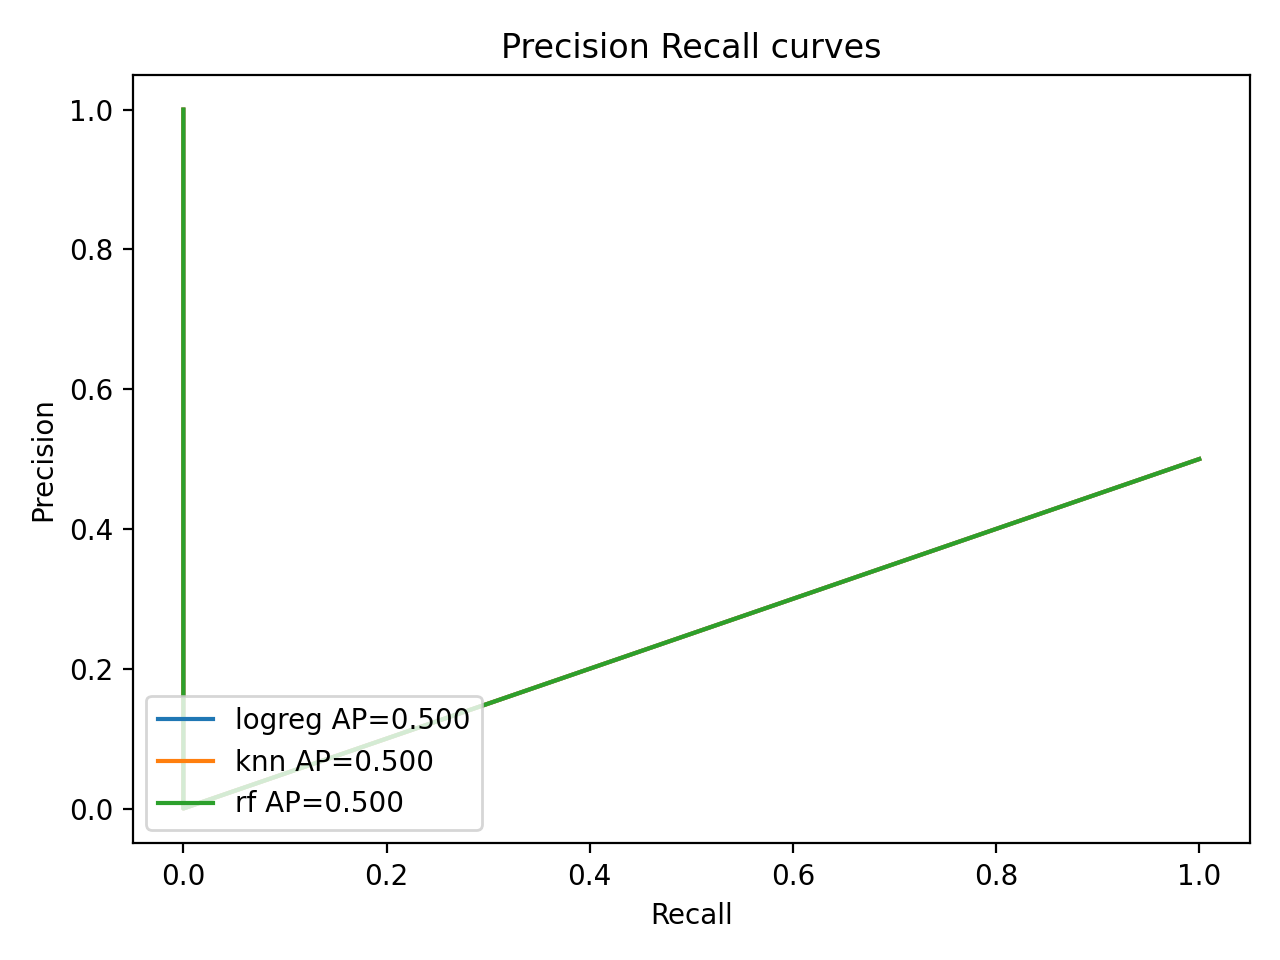 Precision Recall curves
1.0
0.8
0.6
0.4
0.2
0.0
Precision
logreg AP=0.500
knn AP=0.500
rf AP=0.500
0.0 0.2 0.4 0.6 0.8 1.0
Recall